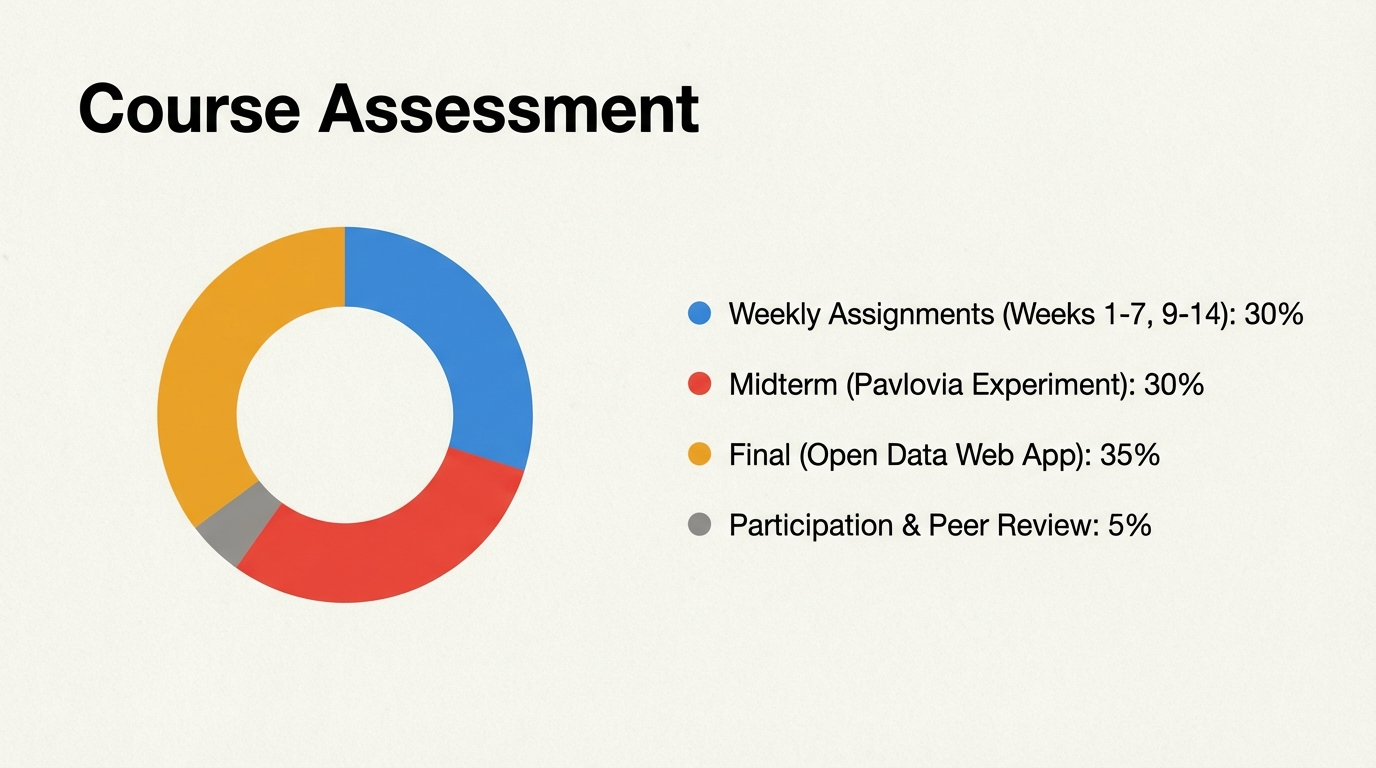 Course Assessment
Weekly Assignments (Weeks 1-7, 9-14): 30%
Midterm (Pavlovia Experiment): 30%
Final (Open Data Web App): 35%
Participation & Peer Review: 5%